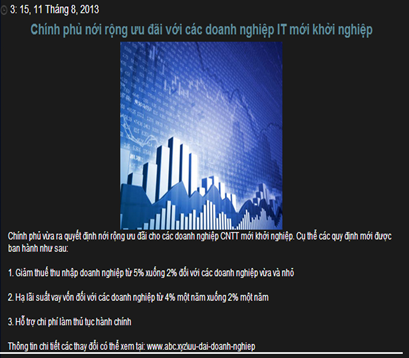 3: 15, 11 Tháng 8, 2013
Chính phủ nới rộng ưu đãi với các doanh nghiệp IT mới khởi nghiệp
Chính phủ vừa ra quyết định nới rộng ưu đãi cho các doanh nghiệp CNTT mới khởi nghiệp. Cụ thể các quy định mới được
ban hành như sau:
1. Giảm thuế thu nhập doanh nghiệp từ 5% xuống 2% đối với các doanh nghiệp vừa và nhỏ
2. Hạ lãi suất vay vốn đối với các doanh nghiệp từ 4% một năm xuống 2% một năm
3. Hỗ trợ chi phí làm thủ tục hành chính
Thông tin chi tiết các thay đổi có thể xem tại: www.abc.xyz/uu-dai-doanh-nghiep